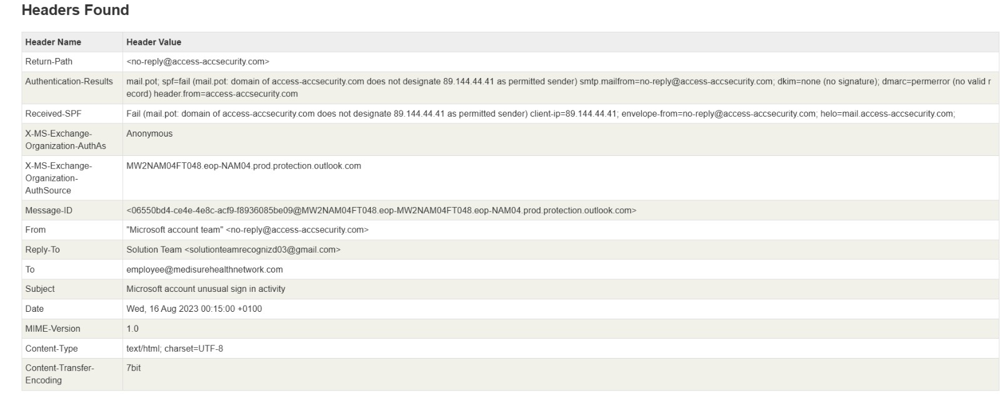 Headers Found
Header Name Header Value
Return-Path <no-reply@access-accsecurity.com>
Authentication-Results mail.pot; spf=fail (mail.pot: domain of access-accsecurity.com does not designate 89.144.44.41 as permitted sender) smtp.mailfrom=no-reply@access-accsecurity.com; dkim=none (no signature); dmarc=permerror (no valid r
ecord) header.from=access-accsecurity.com
Received-SPF Fail (mail.pot: domain of access-accsecurity.com does not designate 89.144.44.41 as permitted sender) client-ip=89.144.44.41; envelope-from=no-reply@access-accsecurity.com; helo=mail.access-accsecurity.com;
X-MS-Exchange- Anonymous
Organization-AuthAs
X-MS-Exchange- MW2NAM04FT048.eop-NAM04.prod.protection.outlook.com
Organization-
AuthSource
Message-ID <06550bd4-ce4e-4e8c-acf9-f8936085be09@MW2NAM04FT048.eop-MW2NAM04FT048.eop-NAM04.prod.protection.outlook.com>
From "Microsoft account team" <no-reply@access-accsecurity.com>
Reply-To Solution Team <solutionteamrecognizd03@gmail.com>
To employee@medisurehealthnetwork.com
Subject Microsoft account unusual sign in activity
Date Wed, 16 Aug 2023 00:15:00 +0100
MIME-Version 1.0
Content-Type text/html; charset=UTF-8
Content-Transfer- 7bit
Encoding